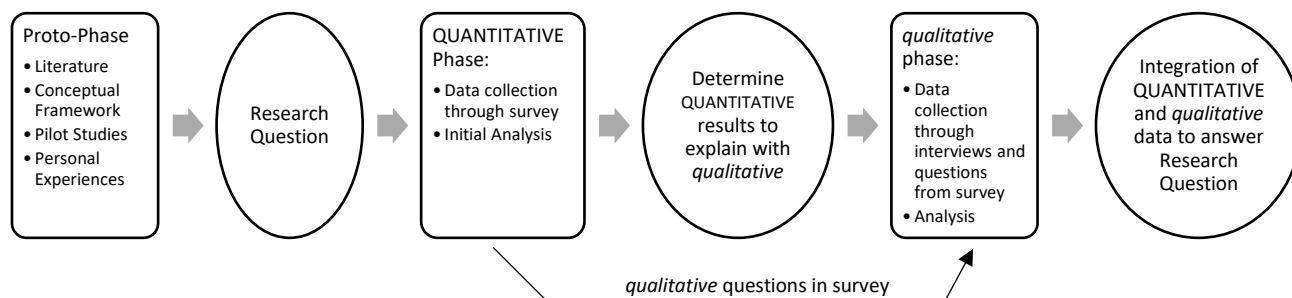 Proto-Phase
• Literature
• Conceptual
Framework
• Pilot Studies
• Personal
Experiences
Research
Question
QUANTITATIVE
Phase:
• Data collection
through survey
• Initial Analysis
Determine
QUANTITATIVE
results to
explain with
qualitative
qualitative
phase:
• Data
collection
through
interviews and
questions
from survey
• Analysis
Integration of
QUANTITATIVE
and qualitative
data to answer
Research
Question
qualitative questions in survey